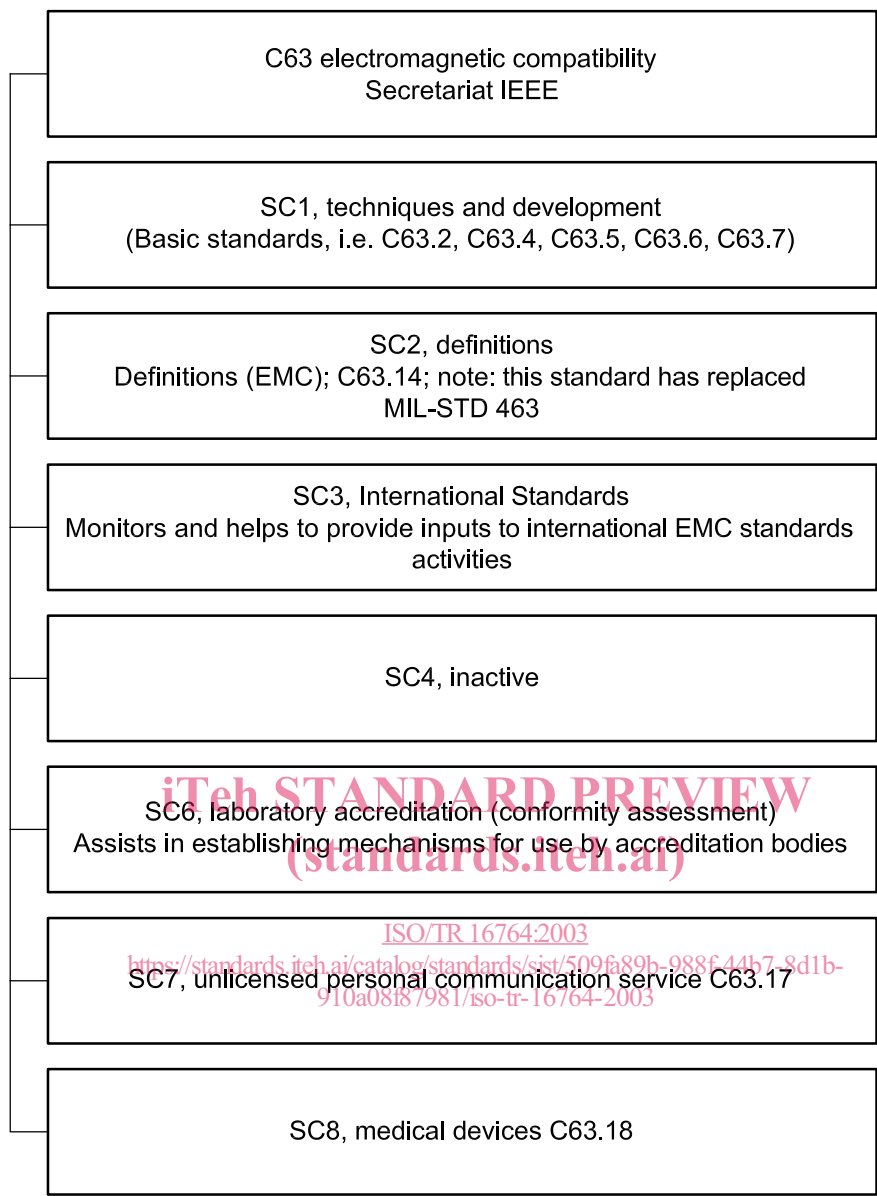 C63 electromagnetic compatibility
Secretariat IEEE
SC1, techniques and development
(Basic standards, i.e. C63.2, C63.4, C63.5, C63.6, C63.7)
SC2, definitions
Definitions (EMC); C63.14; note: this standard has replaced
MIL-STD 463
SC3, International Standards
Monitors and helps to provide inputs to international EMC standards
activities
SC4, inactive
iTeh STANDARD PREVIEW
SC6, laboratory accreditation (conformity assessment)
Assists in establishing mechanisms for use by accreditation bodies
(standards.iteh.ai)
ISO/TR 16764:2003
https://standards.iteh.ai/catalog/standards/sist/509fa89b-988f-44b7-8d1b-
SC7, unlicensed personal communication service C63.17
910a08f87981/iso-tr-16764-2003
SC8, medical devices C63.18